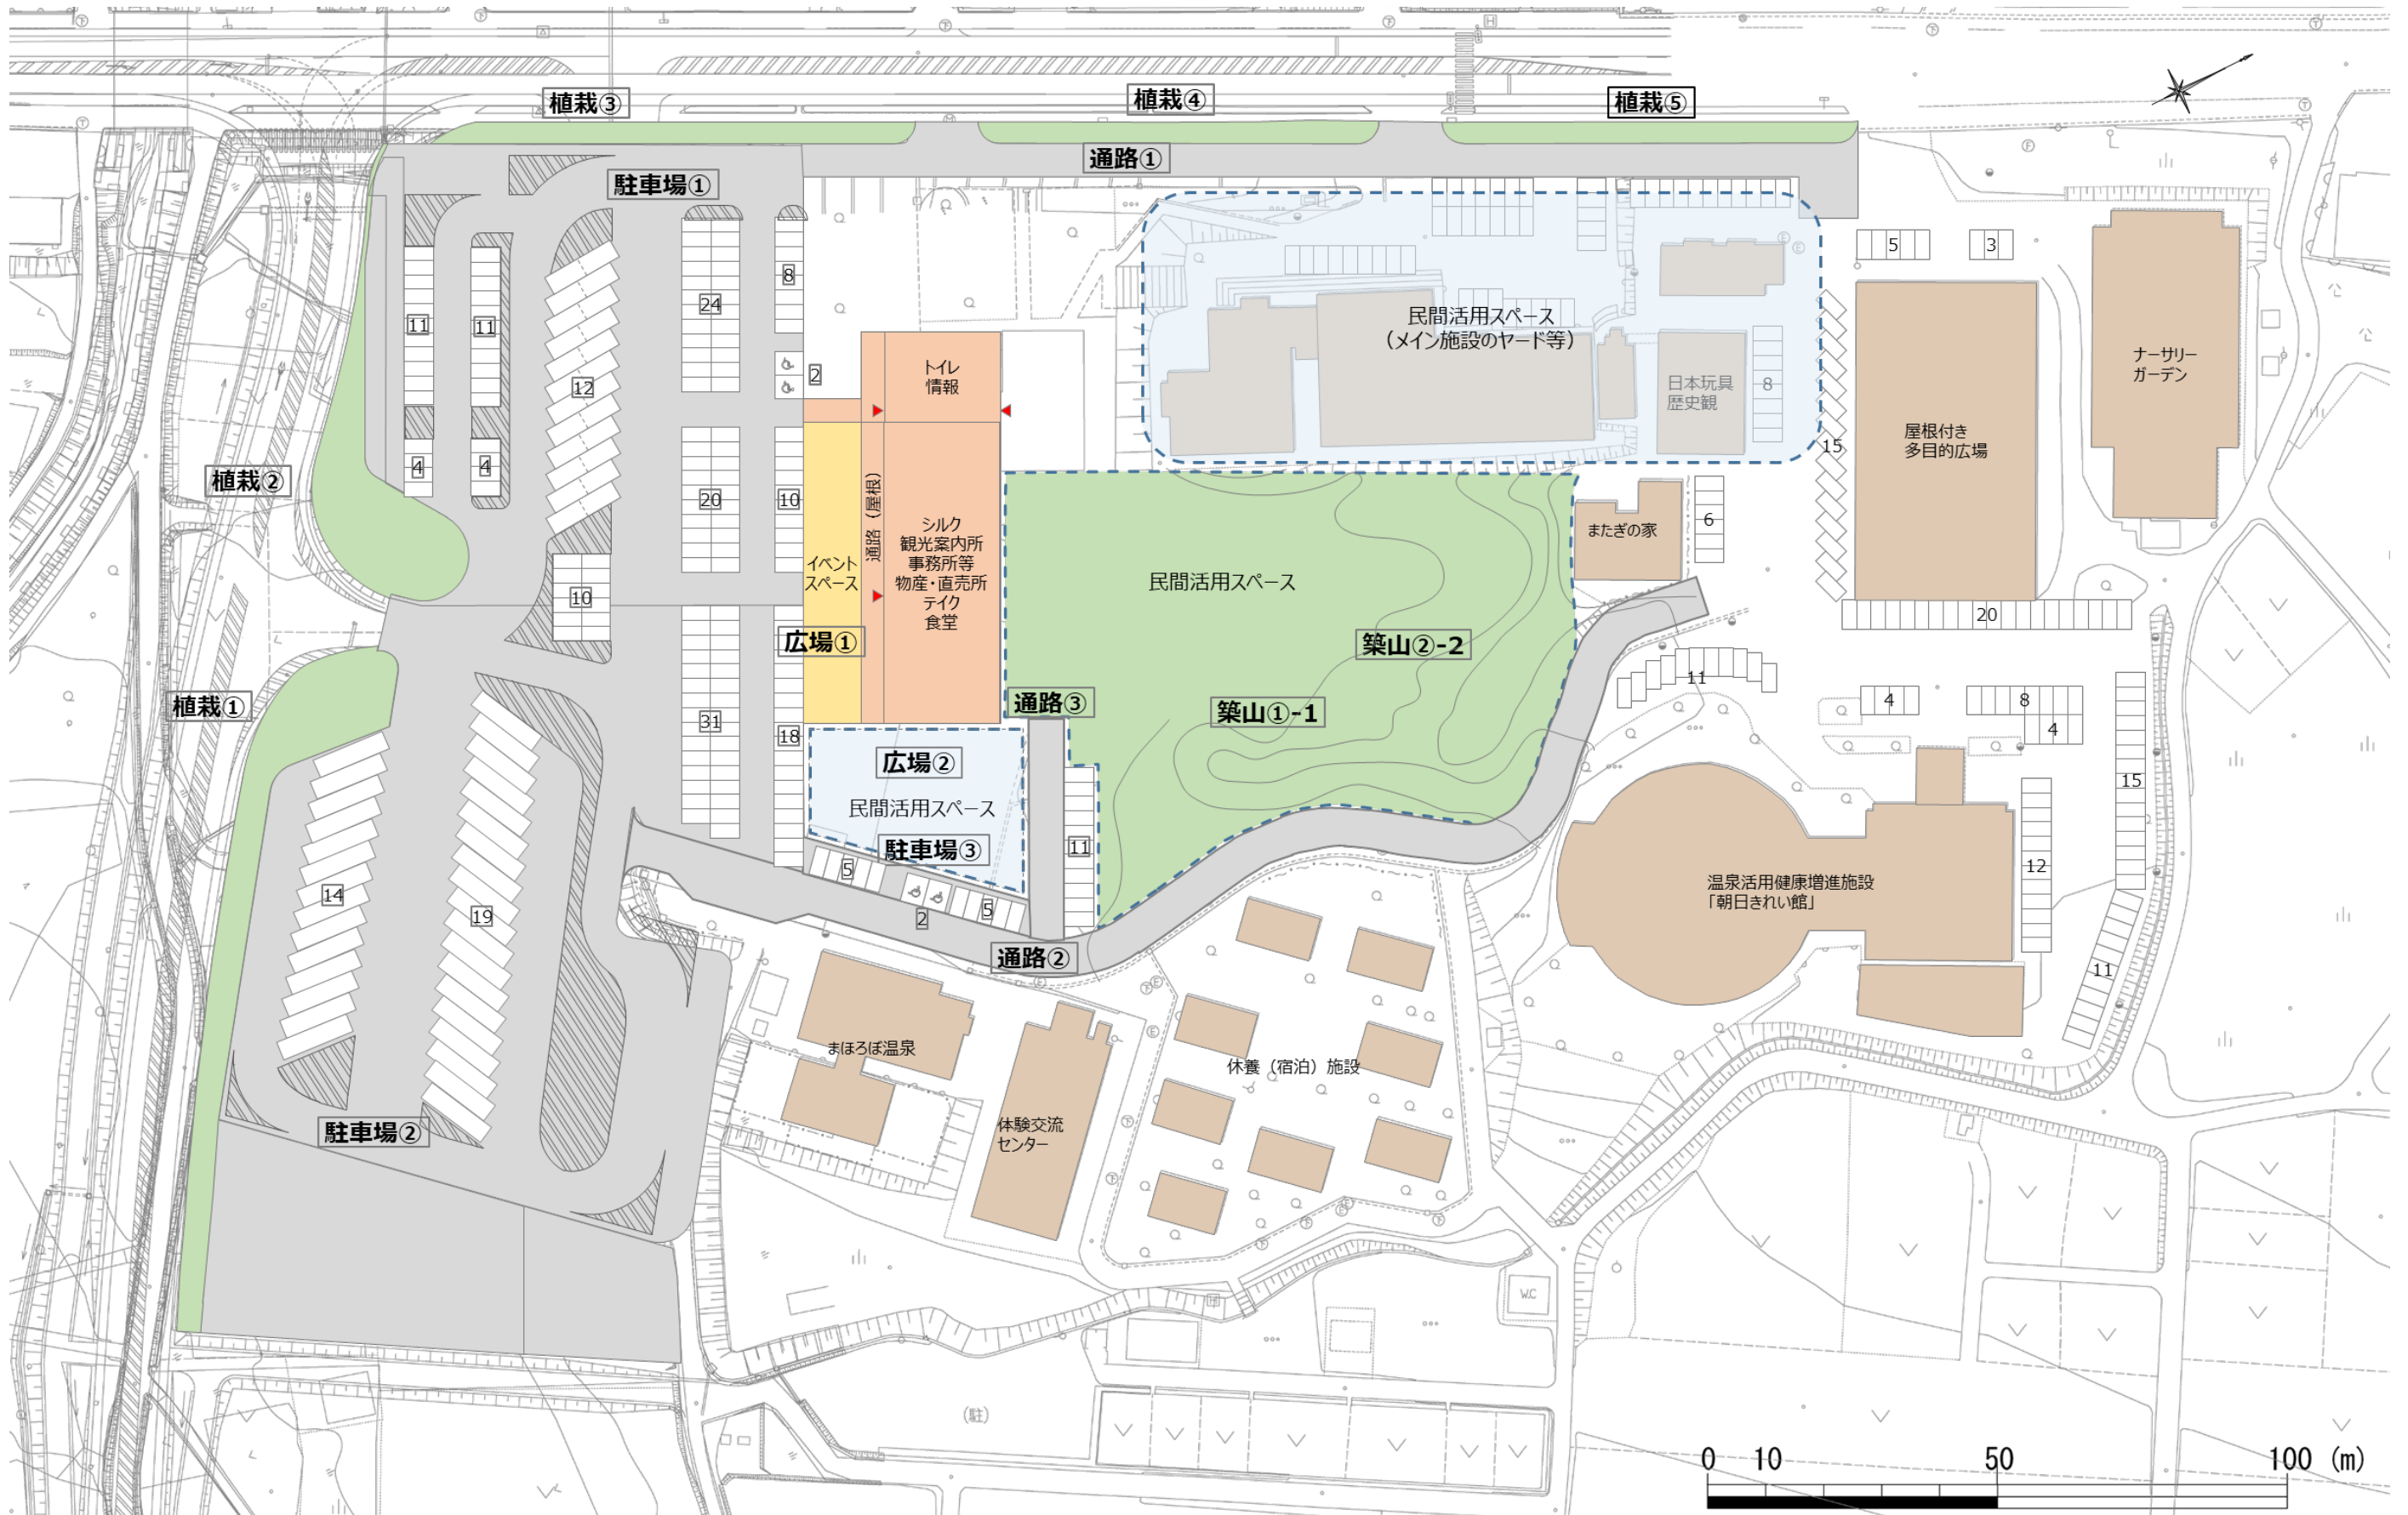 植栽③
植栽④
植栽⑤
通路①
駐車場①
5
3
8
24
11
11
12
2
トイレ
情報
民間活用スペース
（メイン施設のヤード等）
日本玩具
歴史観
8
15
ナーサリー
ガーデン
屋根付き
多目的広場
植栽②
4
4
20
10
通路（屋根）
イベント
スペース
シルク
観光案内所
事務所等
物産・直売所
テイク
食堂
民間活用スペース
またぎの家
6
10
20
広場①
築山②-2
植栽①
通路③
築山①-1
11
4
8
4
31
18
広場②
民間活用スペース
駐車場③
15
11
5
2
5
14
19
12
温泉活用健康増進施設
「朝日きれい館」
通路②
11
まほろば温泉
休養（宿泊）施設
駐車場②
体験交流
センター
W.C
（駐）
0 10 50 100 (m)